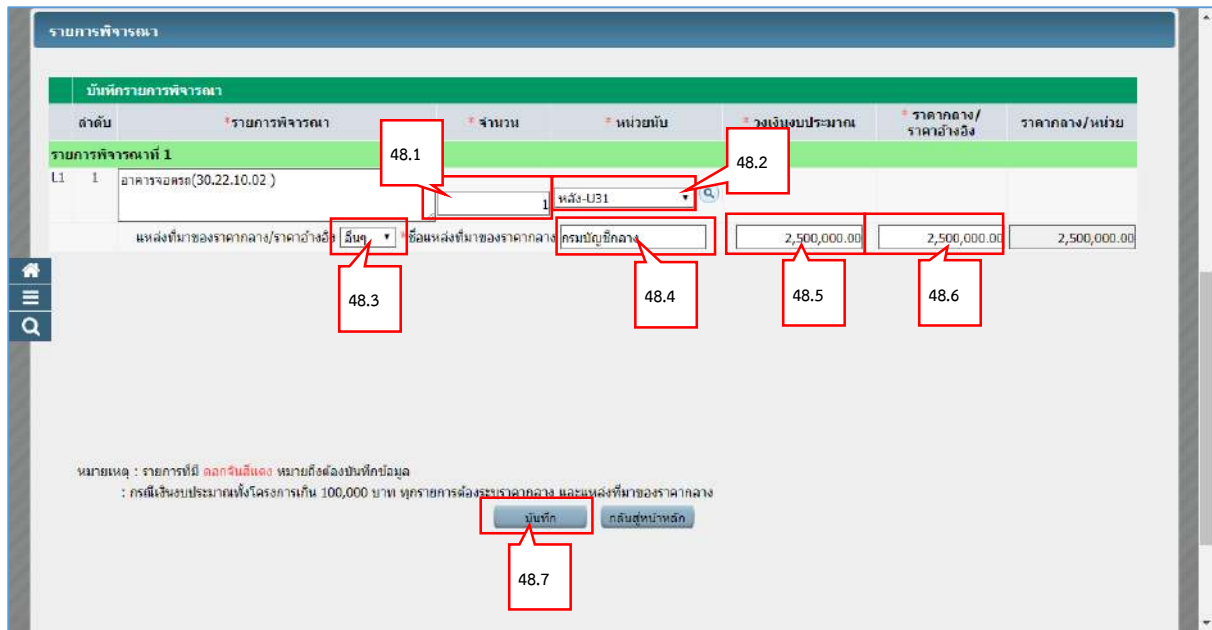 รายการพิจารณา
บันทึกรายการพิจารณา
ลำดับ *รายการพิจารณา * จำนวน * หน่วยนับ * วงเงินงบประมาณ * ราคากลาง/ราคาอ้างอิง ราคากลาง/หน่วย
รายการพิจารณาที่ 1
48.1
48.2
48.2
L1 1 อาคารจอดรถ(30.22.10.02 ) 1 หลัง-U31
แหล่งที่มาของราคากลาง/ราคาอ้างอิง อื่นๆ *ชื่อแหล่งที่มาของราคากลาง กรมบัญชีกลาง 2,500,000.00 2,500,000.00 2,500,000.00
48.3
48.4
48.5
48.6
หมายเหตุ : รายการที่มี ดอกจันสีแดง หมายถึงต้องบันทึกข้อมูล
: กรณีเงินงบประมาณทั้งโครงการเกิน 100,000 บาท ทุกรายการต้องระบุราคากลาง และแหล่งที่มาของราคากลาง
บันทึก กลับสู่หน้าหลัก
48.7